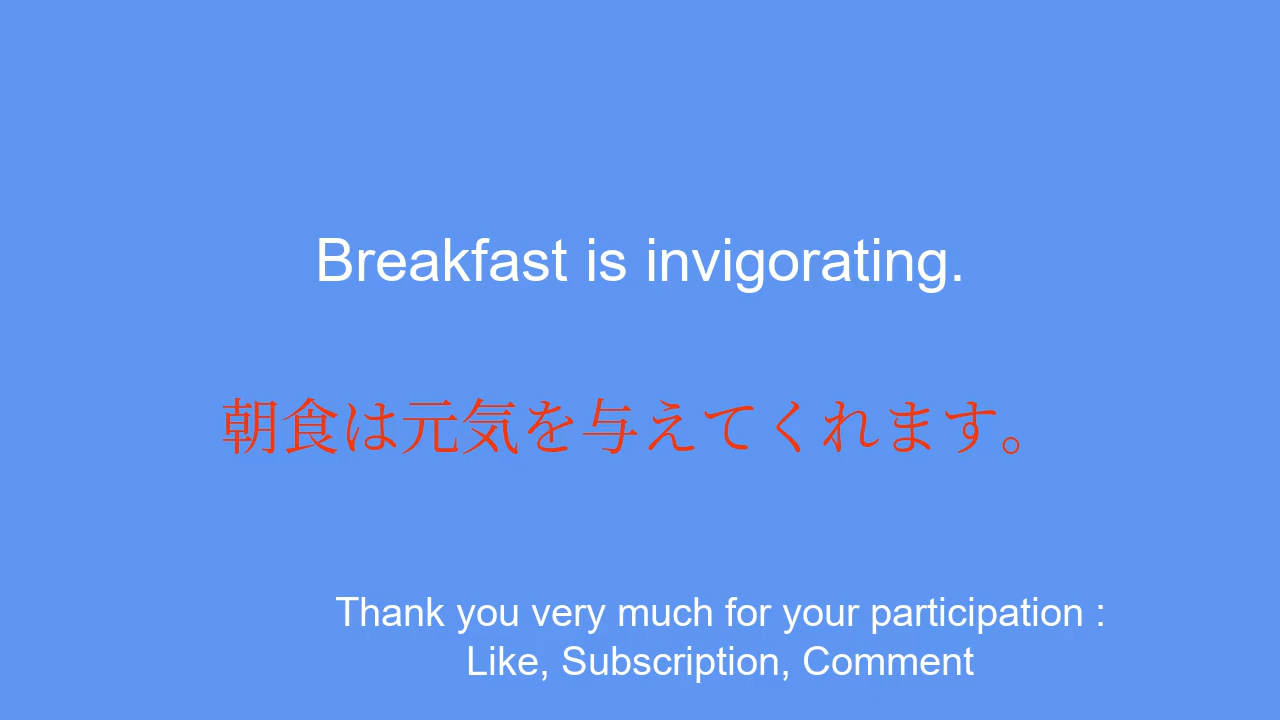 Breakfast is invigorating.
朝食は元気を与えてくれます。
Thank you very much for your participation :
Like, Subscription, Comment